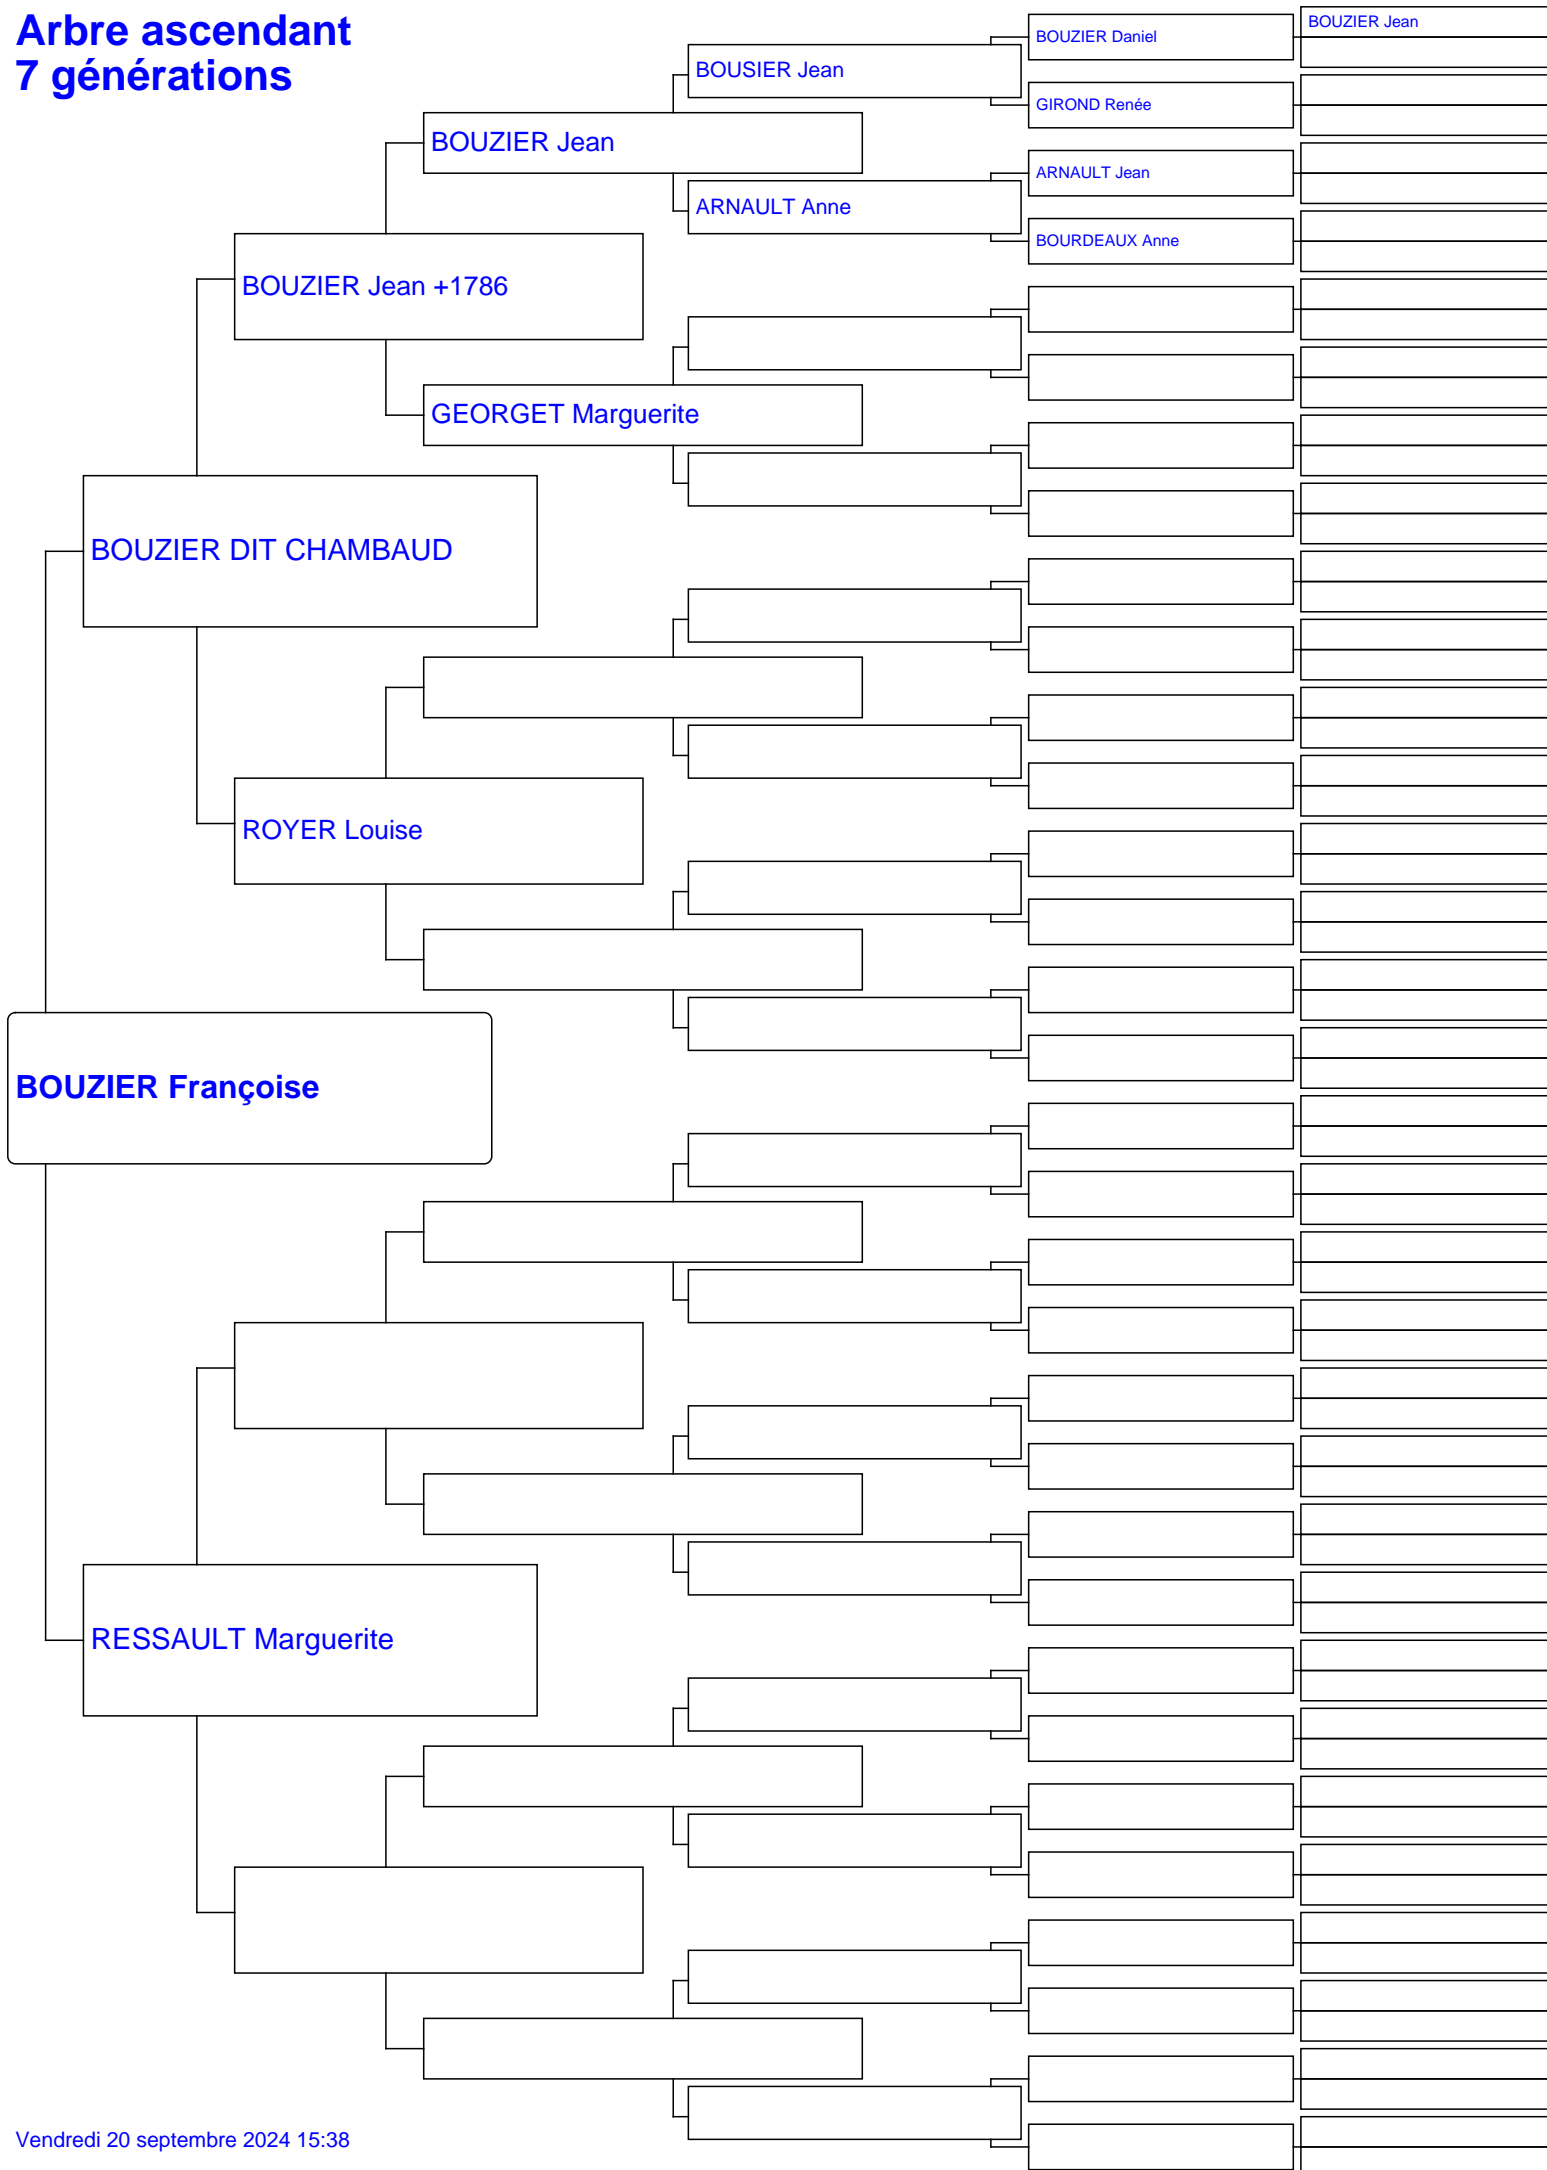 Arbre ascendant
7 générations
BOUZIER Jean
BOUZIER Daniel
BOUSIER Jean
GIROND Renée
BOUZIER Jean
ARNAULT Jean
ARNAULT Anne
BOURDEAUX Anne
BOUZIER Jean +1786
GEORGET Marguerite
BOUZIER DIT CHAMBAUD
ROYER Louise
BOUZIER Françoise
RESSAULT Marguerite
Vendredi 20 septembre 2024 15:38